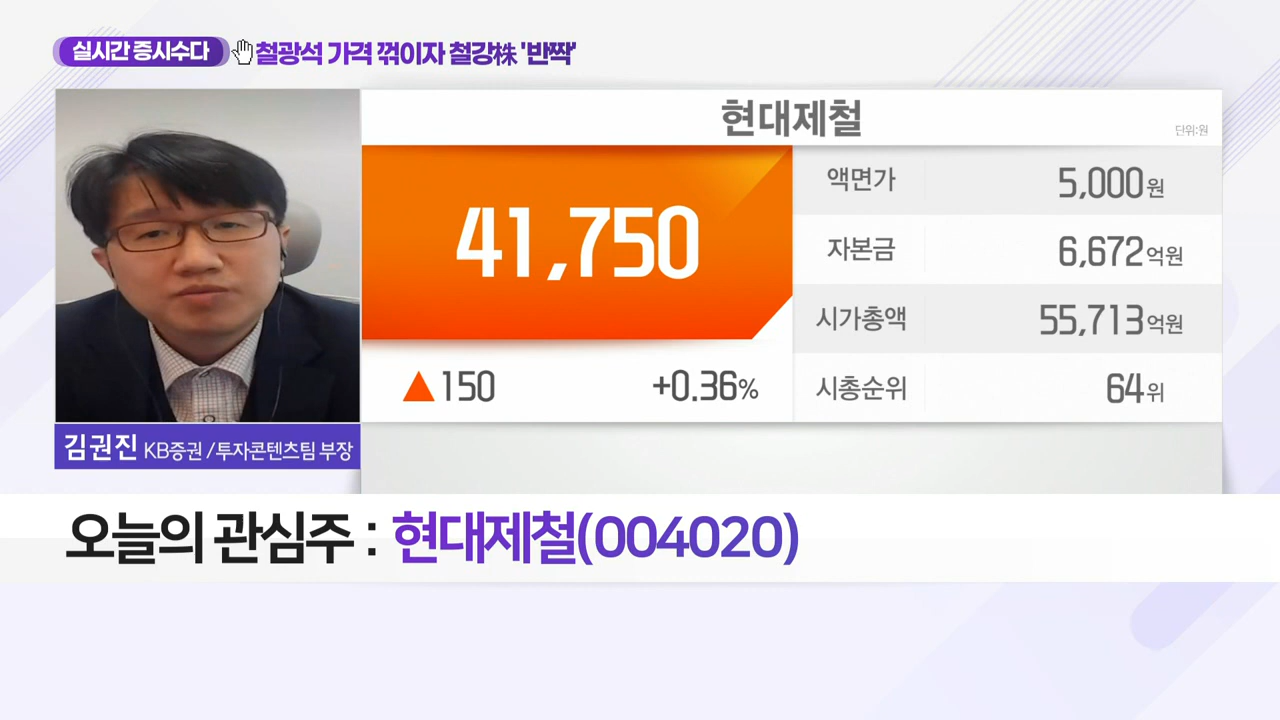 실시간 증시수다 철광석 가격 꺾이자 철강株 '반짝'
현대제철
단위:원
41,750
▲150 +0.36%
액면가 5,000원
자본금 6,672억원
시가총액 55,713억원
시총순위 64위
김권진 KB증권 / 투자콘텐츠팀 부장
오늘의 관심주 : 현대제철(004020)